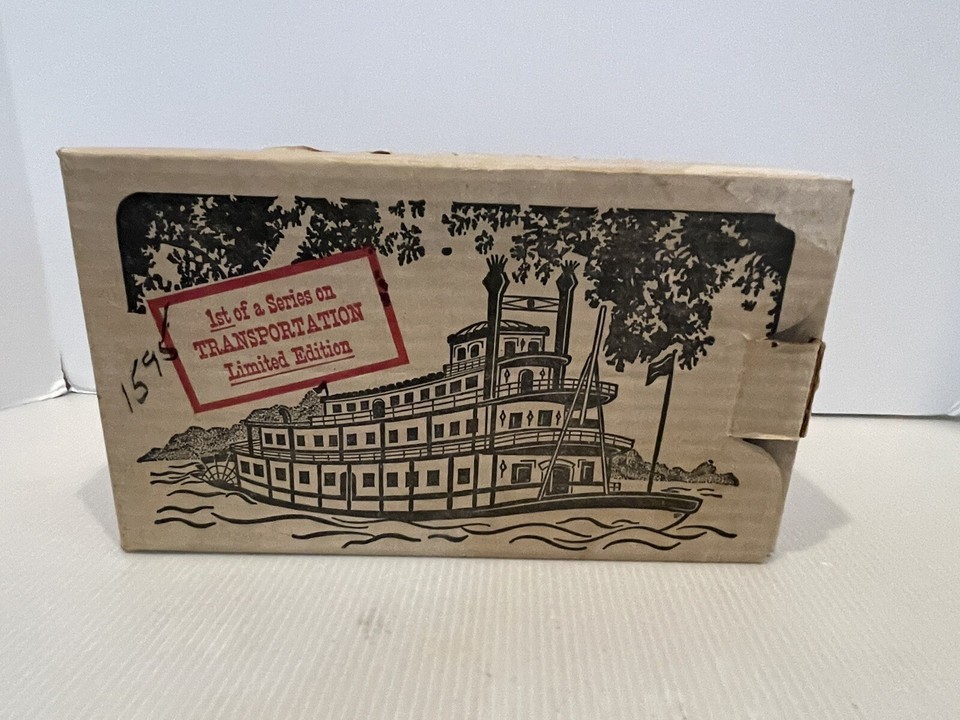 1st of a Series on
TRANSPORTATION
Limited Edition
1595